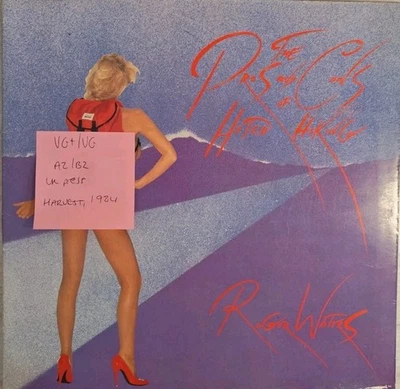 The
Pros and Cons
of
Hitch Hiking
VG+/VG
A2/B2
UK press
HARVEST, 1984
Roger Waters